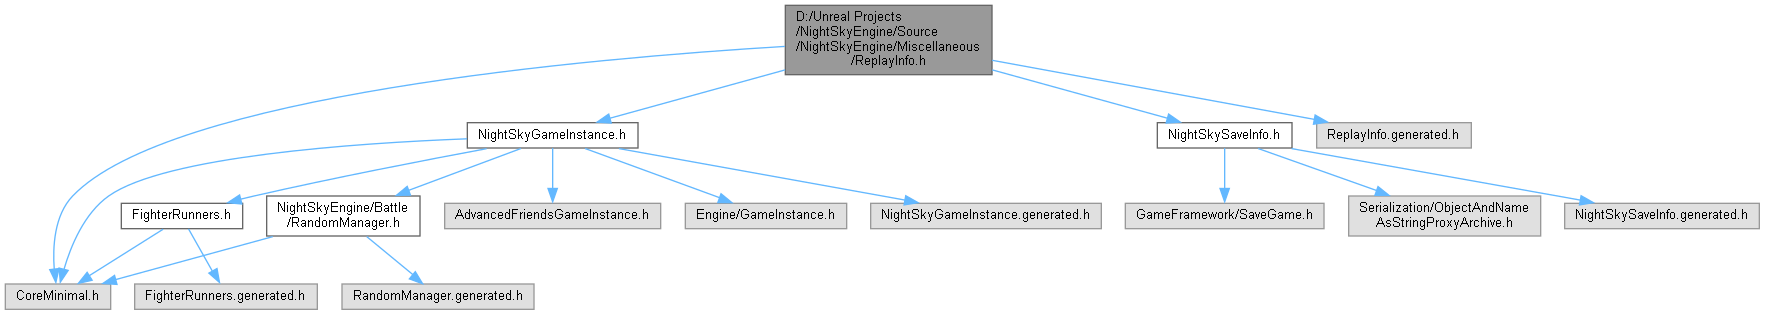 D:/Unreal Projects
/NightSkyEngine/Source
/NightSkyEngine/Miscellaneous
/ReplayInfo.h
NightSkyGameInstance.h
NightSkySaveInfo.h
ReplayInfo.generated.h
FighterRunners.h
NightSkyEngine/Battle
/RandomManager.h
AdvancedFriendsGameInstance.h
Engine/GameInstance.h
NightSkyGameInstance.generated.h
GameFramework/SaveGame.h
Serialization/ObjectAndName
AsStringProxyArchive.h
NightSkySaveInfo.generated.h
CoreMinimal.h
FighterRunners.generated.h
RandomManager.generated.h